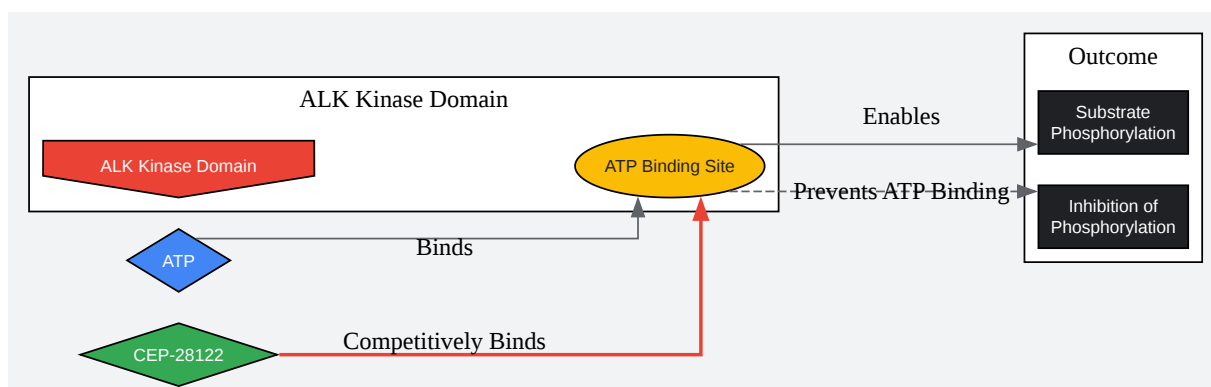 Outcome
ALK Kinase Domain
Substrate
Phosphorylation
Enables
ALK Kinase Domain
ATP Binding Site
Prevents ATP Binding
Inhibition of
Phosphorylation
Binds
ATP
Competitively Binds
CEP-28122